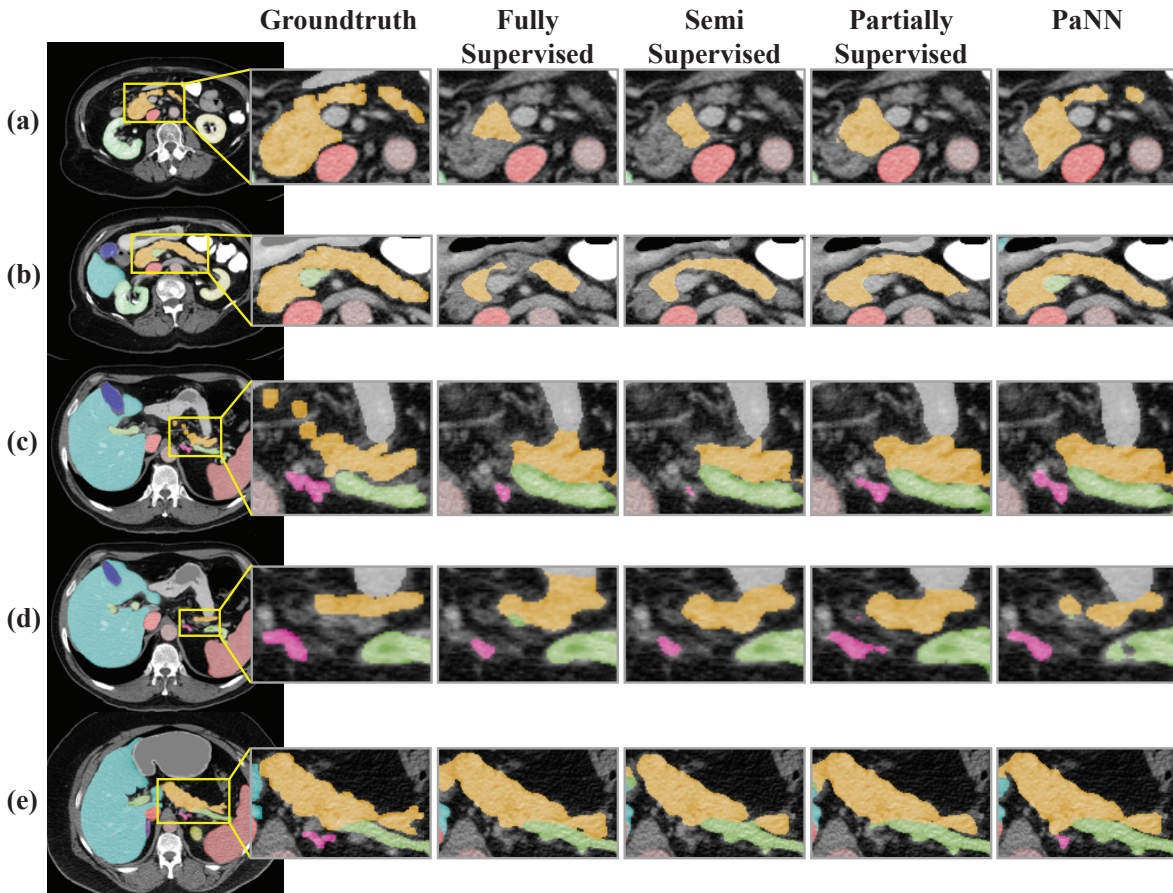 Groundtruth
Fully
Supervised
Semi
Supervised
Partially
Supervised
PaNN
(a)
(b)
(c)
(d)
(e)